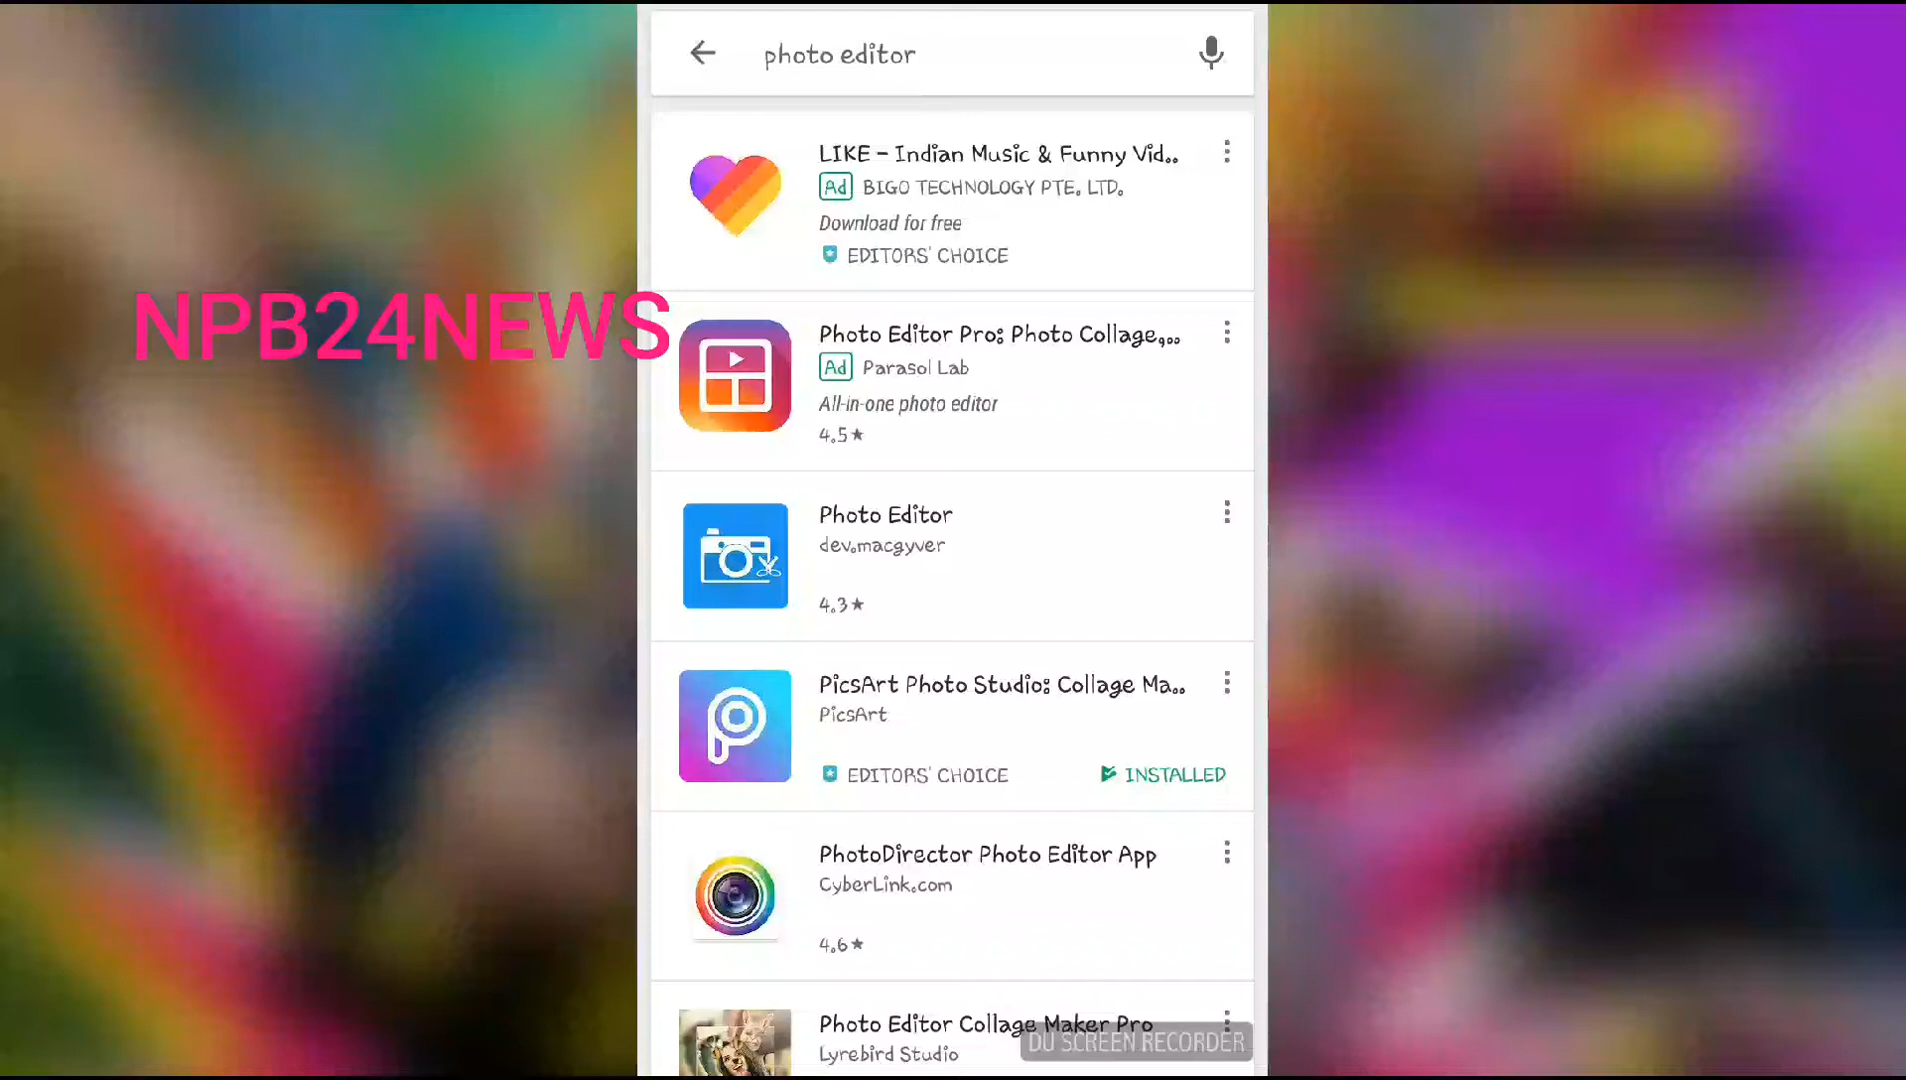 photo editor
LIKE - Indian Music & Funny Vid..
Ad BIGO TECHNOLOGY PTE. LTD.
Download for free
EDITORS' CHOICE
NPB24NEWS
Photo Editor Pro: Photo Collage,...
Ad Parasol Lab
All-in-one photo editor
4.5★
Photo Editor
dev.macgyver
4.3★
PicsArt Photo Studio: Collage Ma..
PicsArt
EDITORS' CHOICE
INSTALLED
PhotoDirector Photo Editor App
CyberLink.com
4.6★
Photo Editor Collage Maker Pro
Lyrebird Studio
DU SCREEN RECORDER